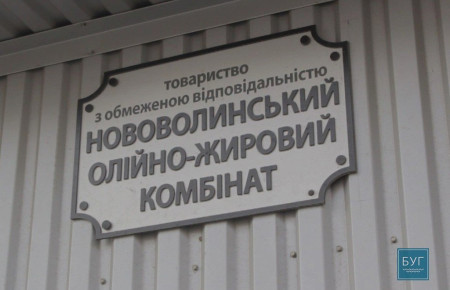 товариство
з обмеженою відповідальністю
НОВОВОЛИНСЬКИЙ
ОЛІЙНО-ЖИРОВИЙ
КОМБІНАТ
БУГ